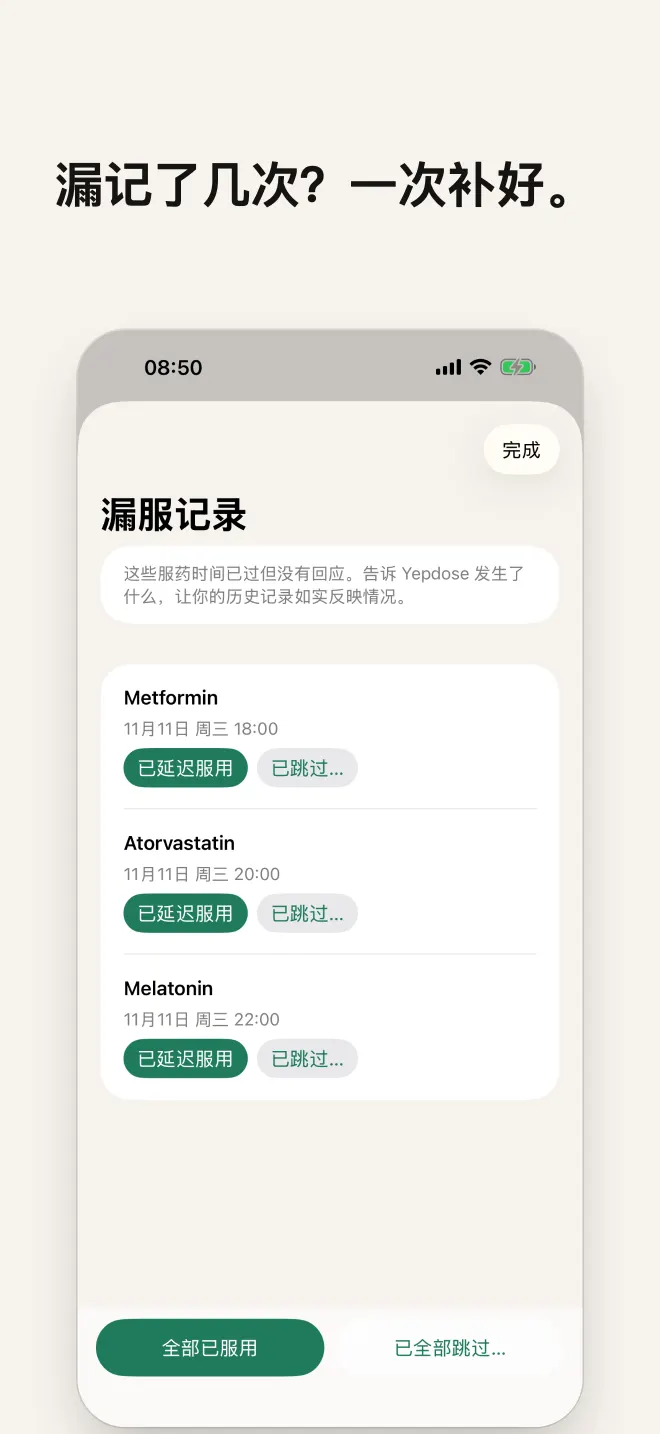 漏记了几次？一次补好。
08:50
完成
漏服记录
这些服药时间已过但没有回应。告诉 Yepdose 发生了
什么，让你的历史记录如实反映情况。
Metformin
11月11日 周三 18:00
已延迟服用 已跳过…
Atorvastatin
11月11日 周三 20:00
已延迟服用 已跳过…
Melatonin
11月11日 周三 22:00
已延迟服用 已跳过…
全部已服用 已全部跳过…